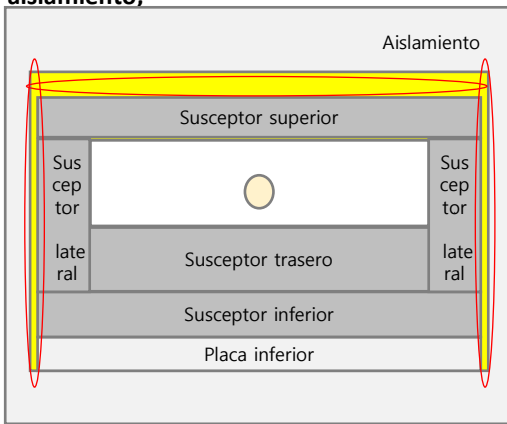 aislamiento,
Aislamiento
Susceptor superior
Sus
cep
tor
late
ral
Sus
cep
tor
late
ral
Susceptor trasero
Susceptor inferior
Placa inferior